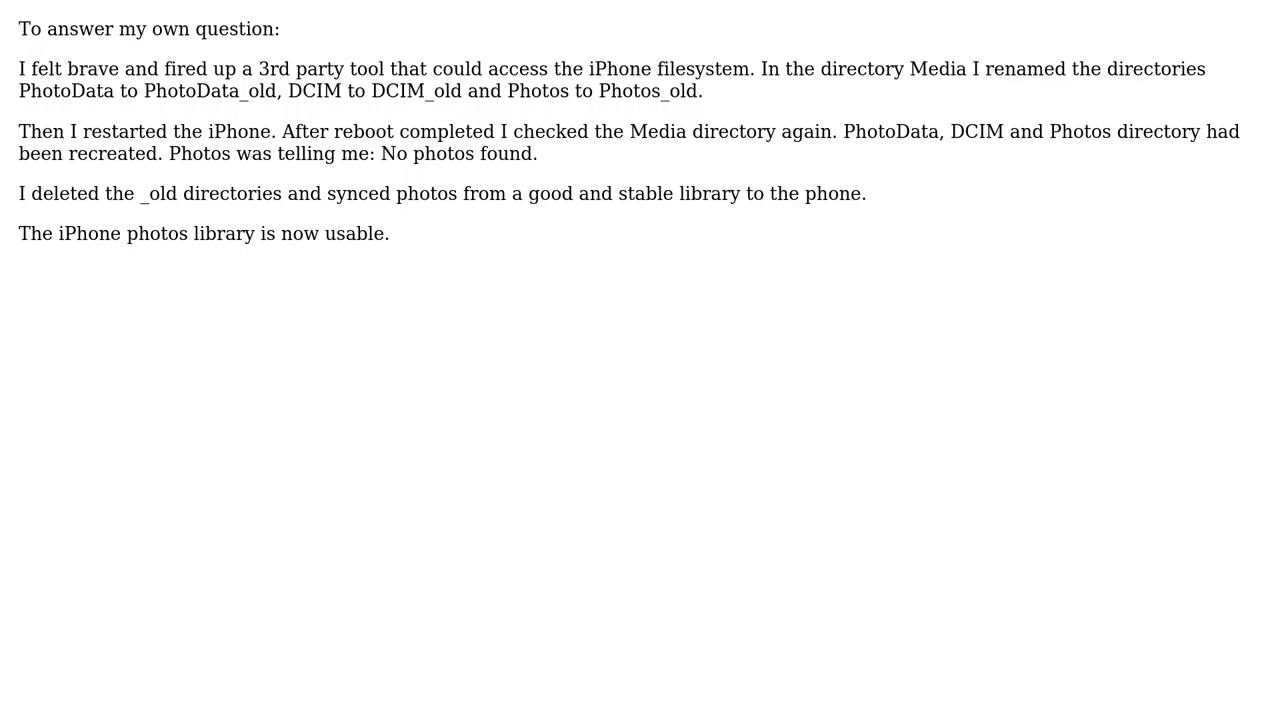 To answer my own question:
I felt brave and fired up a 3rd party tool that could access the iPhone filesystem. In the directory Media I renamed the directories
PhotoData to PhotoData_old, DCIM to DCIM_old and Photos to Photos_old.
Then I restarted the iPhone. After reboot completed I checked the Media directory again. PhotoData, DCIM and Photos directory had
been recreated. Photos was telling me: No photos found.
I deleted the _old directories and synced photos from a good and stable library to the phone.
The iPhone photos library is now usable.